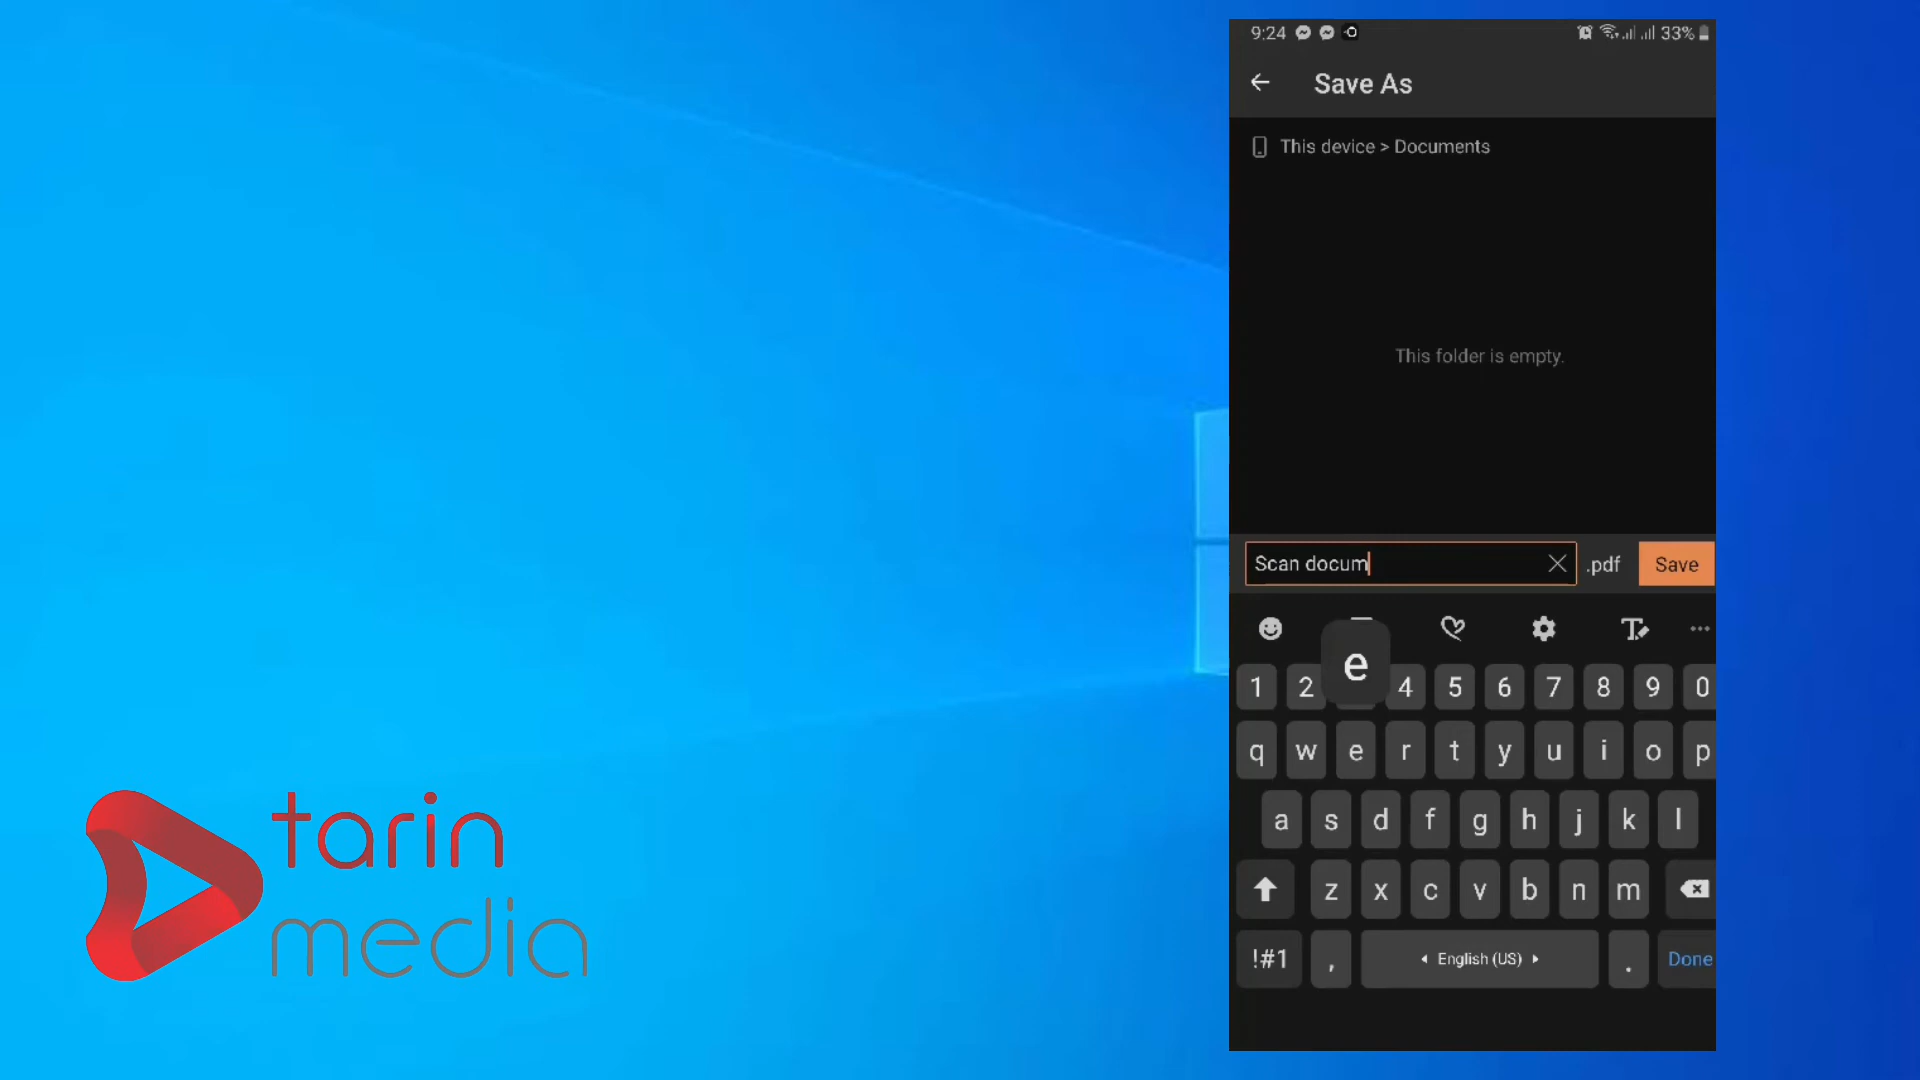 9:24
33%
Save As
This device > Documents
This folder is empty.
Scan docum
.pdf
Save
e
1 2 4 5 6 7 8 9 0
q w e r t y u i o p
a s d f g h j k l
z x c v b n m
!#1 , English (US) . Done
tarin
media